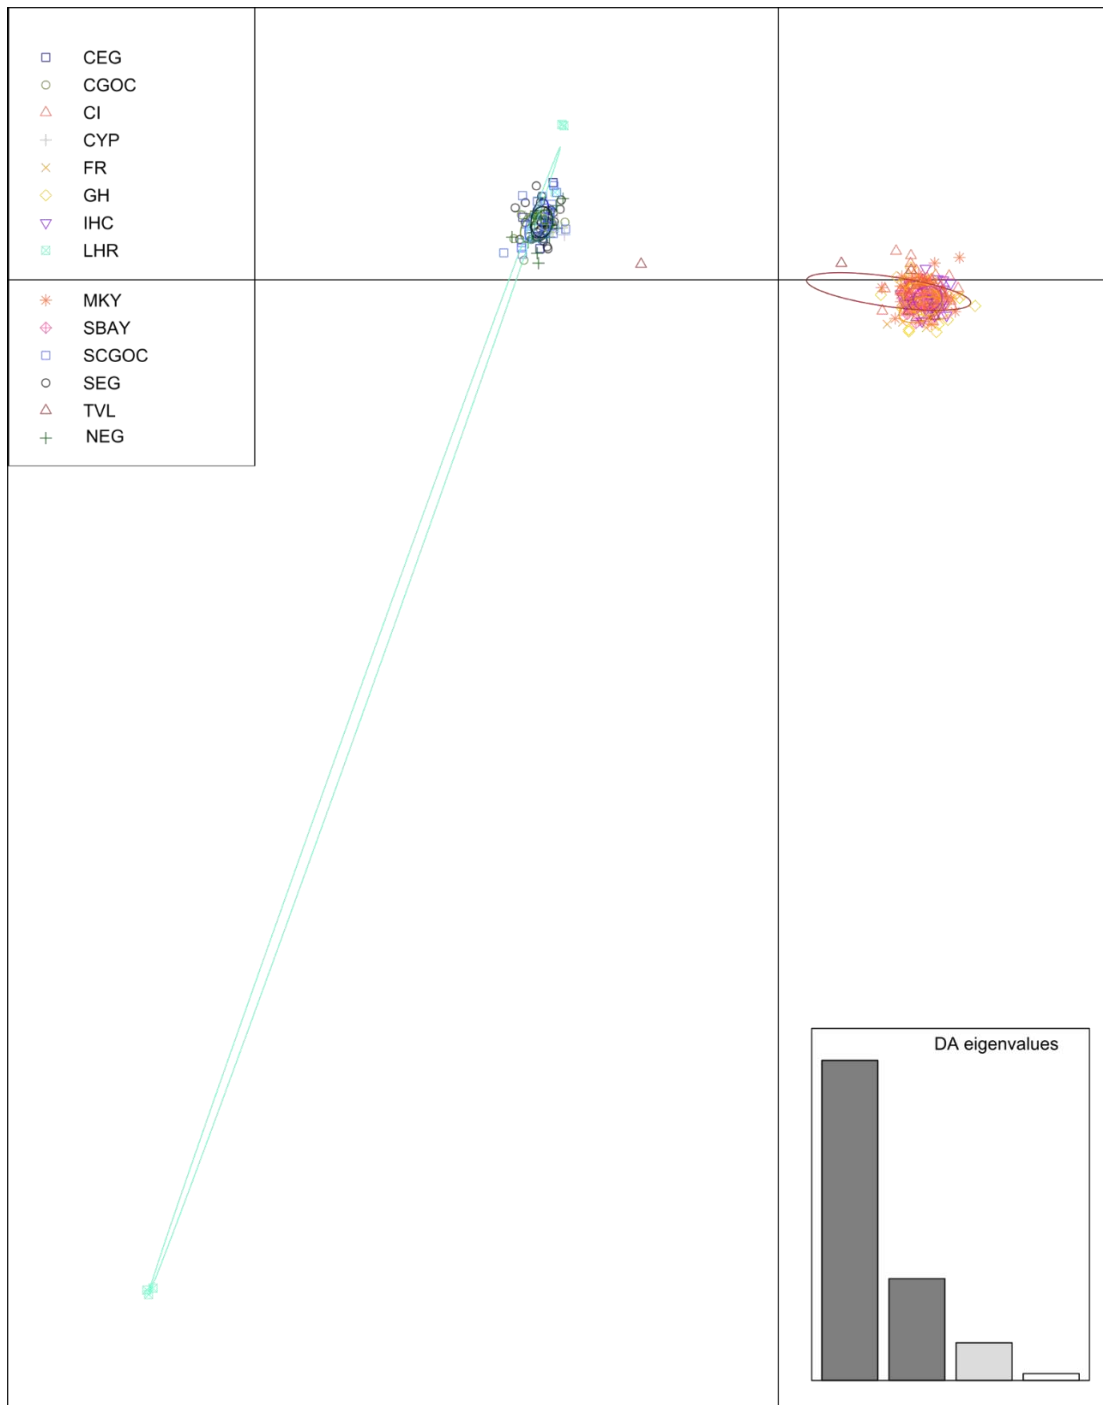 CEG
CGOC
CI
CYP
FR
GH
IHC
LHR
MKY
SBAY
SCGOC
SEG
TVL
NEG
DA eigenvalues